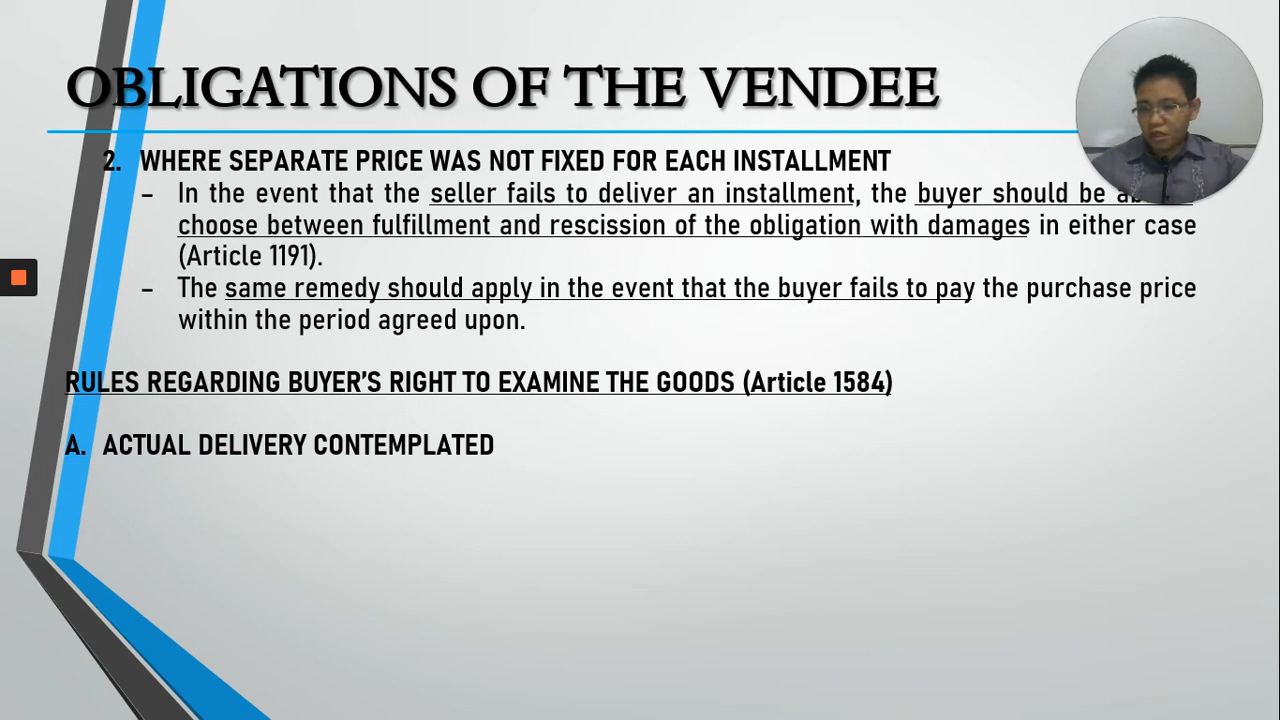 OBLIGATIONS OF THE VENDEE
2. WHERE SEPARATE PRICE WAS NOT FIXED FOR EACH INSTALLMENT
– In the event that the seller fails to deliver an installment, the buyer should be
choose between fulfillment and rescission of the obligation with damages in either case
(Article 1191).
– The same remedy should apply in the event that the buyer fails to pay the purchase price
within the period agreed upon.
RULES REGARDING BUYER'S RIGHT TO EXAMINE THE GOODS (Article 1584)
A. ACTUAL DELIVERY CONTEMPLATED